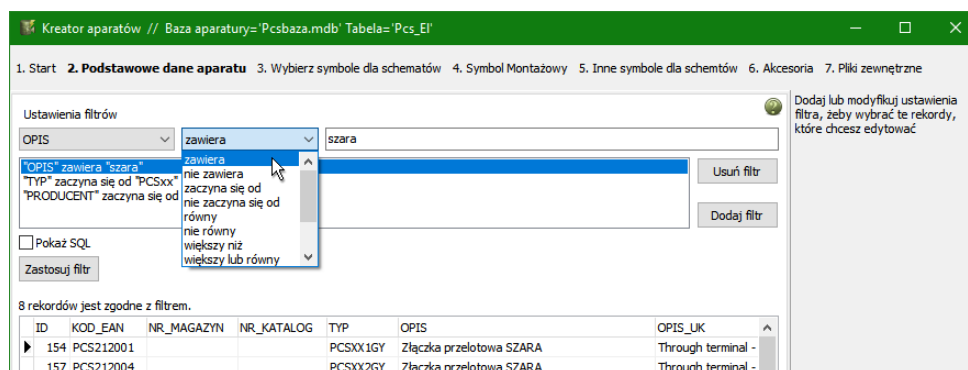 Kreator aparatów // Baza aparatury='Pcsbaza.mdb' Tabela='Pcs_El'
1. Start 2. Podstawowe dane aparatu 3. Wybierz symbole dla schematów 4. Symbol Montażowy 5. Inne symbole dla schemtów 6. Akcesoria 7. Pliki zewnętrzne
Ustawienia filtrów
OPIS zawiera szara
"OPIS" zawiera "szara"
"TYP" zaczyna się od "PCSxx"
"PRODUCENT" zaczyna się od
zawiera
nie zawiera
zaczyna się od
nie zaczyna się od
równy
nie równy
większy niż
większy lub równy
Usuń filtr
Dodaj filtr
Dodaj lub modyfikuj ustawienia
filtra, żeby wybrać te rekordy,
które chcesz edytować
Pokaż SQL
Zastosuj filtr
8 rekordów jest zgodne z filtrem.
ID KOD_EAN NR_MAGAZYN NR_KATALOG TYP OPIS OPIS_UK
154 PCS212001 PCSXX1GY Złączka przelotowa SZARA Through terminal -
157 PCS212004 PCSXX2GY Złączka przelotowa SZARA Through terminal -